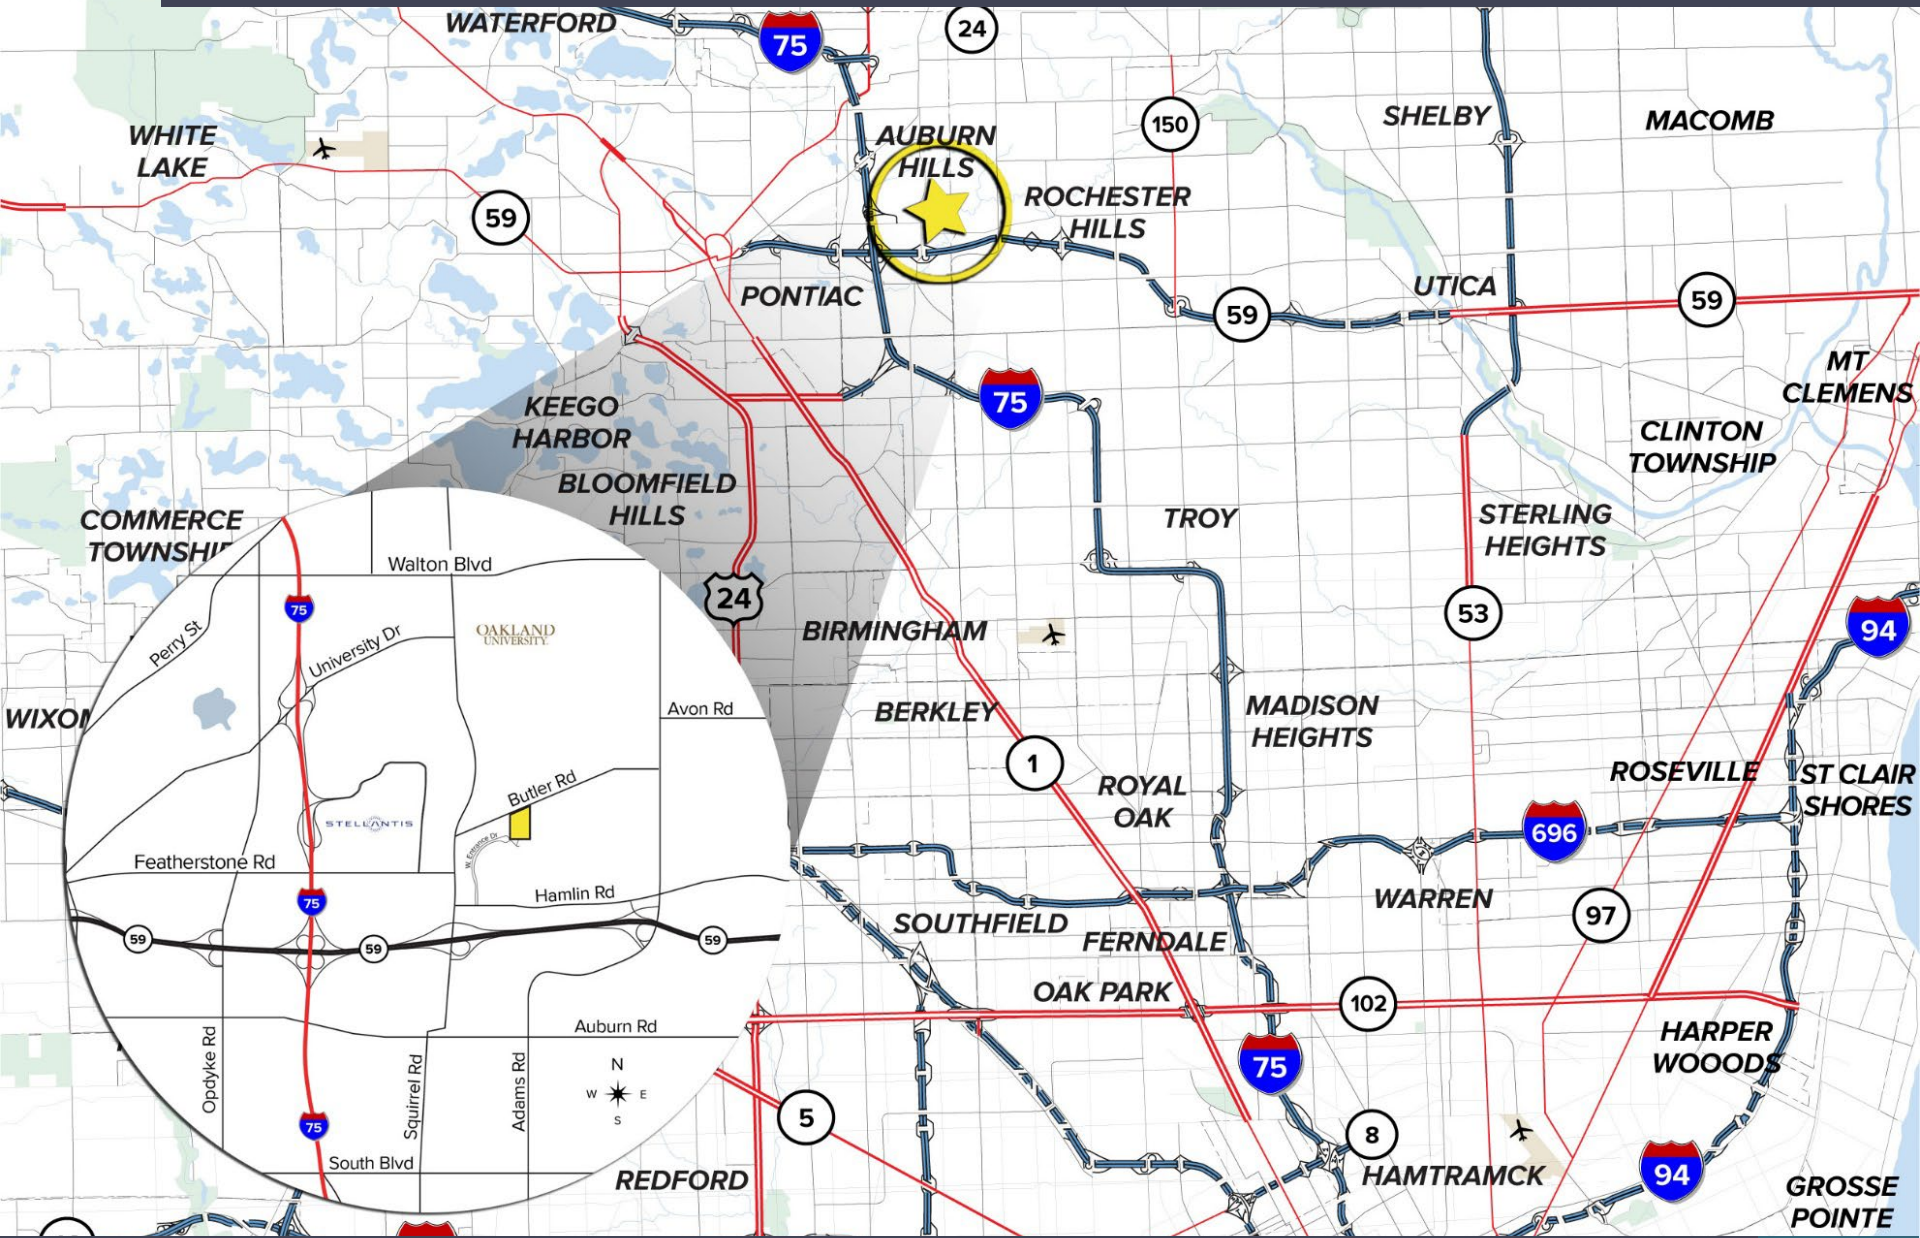 WATERFORD
75
24
WHITE
LAKE
AUBURN
HILLS
150
SHELBY
MACOMB
59
ROCHESTER
HILLS
PONTIAC
UTICA
59
59
MT
CLEMENS
KEEGO
HARBOR
75
CLINTON
TOWNSHIP
BLOOMFIELD
HILLS
COMMERCE
TROY
STERLING
HEIGHTS
24
53
94
BIRMINGHAM
BERKLEY
MADISON
HEIGHTS
1
ROYAL
OAK
ROSEVILLE
ST CLAIR
SHORES
696
WARREN
97
SOUTHFIELD
FERNDALE
OAK PARK
102
HARPER
WOOODS
75
5
8
HAMTRAMCK
94
REDFORD
GROSSE
POINTE
Walton Blvd
75
Perry St
University Dr
OAKLAND
UNIVERSITY.
Avon Rd
Butler Rd
STELLANTIS
W. Entrance Dr
Featherstone Rd
Hamlin Rd
75
59
59
59
Auburn Rd
Opdyke Rd
Squirrel Rd
Adams Rd
N
W
E
S
75
South Blvd